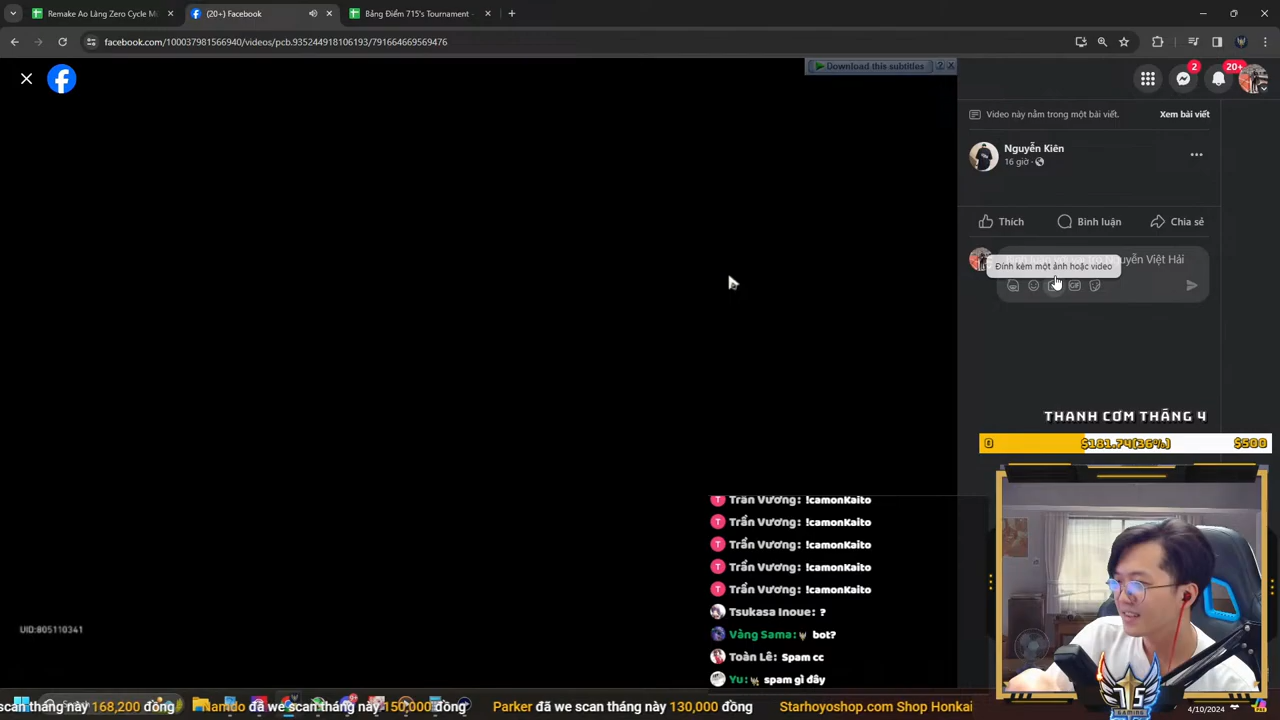 Remake Ao Làng Zero Cycle M
(20+) Facebook
Bảng Điểm 715's Tournament -
facebook.com/100037981566940/videos/pcb.935244918106193/791664669569476
Download this subtitles
?
2
20+
Video này nằm trong một bài viết.
Xem bài viết
Nguyễn Kiên
16 giờ
Thích
Bình luận
Chia sẻ
uyễn Việt Hải
Đính kèm một ảnh hoặc video
GIF
THANH CƠM THÁNG 4
0
$181.74(36%)
$500
Trần Vương: !camonKaito
Trần Vương: !camonKaito
Trần Vương: !camonKaito
Trần Vương: !camonKaito
Trần Vương: !camonKaito
Tsukasa Inoue: ?
Vàng Sama: bot?
Toàn Lê: Spam cc
Yu: spam gì đây
UID:805110341
715
GAMING
scan tháng này 168,200 đồng
Namdo đã we scan tháng này 150,000 đồng
Parker đã we scan tháng này 130,000 đồng
Starhoyoshop.com Shop Honkai
4/10/2024